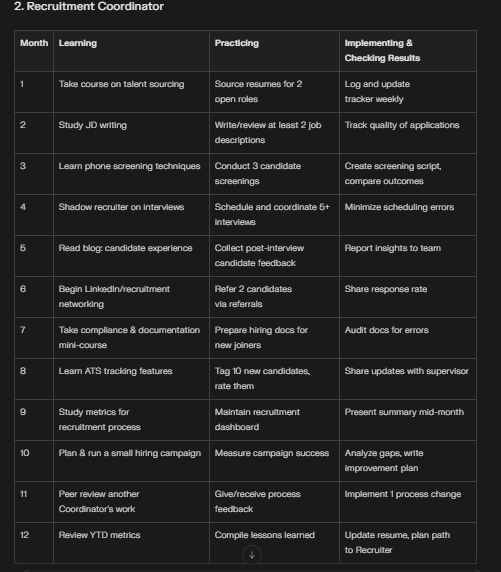 2. Recruitment Coordinator
Month Learning Practicing Implementing &
Checking Results
1 Take course on talent sourcing Source resumes for 2 Log and update
open roles tracker weekly
2 Study JD writing Write/review at least 2 job Track quality of applications
descriptions
3 Learn phone screening techniques Conduct 3 candidate Create screening script,
screenings compare outcomes
4 Shadow recruiter on interviews Schedule and coordinate 5+ Minimize scheduling errors
interviews
5 Read blog: candidate experience Collect post-interview Report insights to team
candidate feedback
6 Begin LinkedIn/recruitment Refer 2 candidates Share response rate
networking via referrals
7 Take compliance & documentation Prepare hiring docs for Audit docs for errors
mini-course new joiners
8 Learn ATS tracking features Tag 10 new candidates, Share updates with supervisor
rate them
9 Study metrics for Maintain recruitment Present summary mid-month
recruitment process dashboard
10 Plan & run a small hiring campaign Measure campaign success Analyze gaps, write
improvement plan
11 Peer review another Give/receive process Implement 1 process change
Coordinator's work feedback
12 Review YTD metrics Compile lessons learned Update resume, plan path
to Recruiter